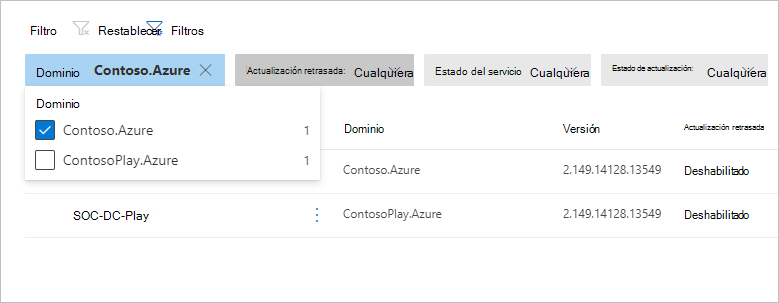 Filtro Restablecer Filtros
Dominio Contoso.Azure Actualización retrasada: Cualquiera Estado del servicio Cualquiera Estado de actualización: Cualquiera
Dominio
Contoso.Azure 1
ContosoPlay.Azure 1
Dominio Versión Actualización retrasada
Contoso.Azure 2.149.14128.13549 Deshabilitado
SOC-DC-Play ContosoPlay.Azure 2.149.14128.13549 Deshabilitado